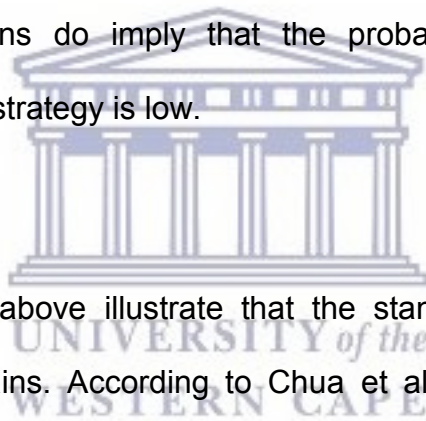 ns do imply that the proba
strategy is low.
above illustrate that the star
UNIVERSITY of the
ins. According to Chua et al
WESTERN CAPE